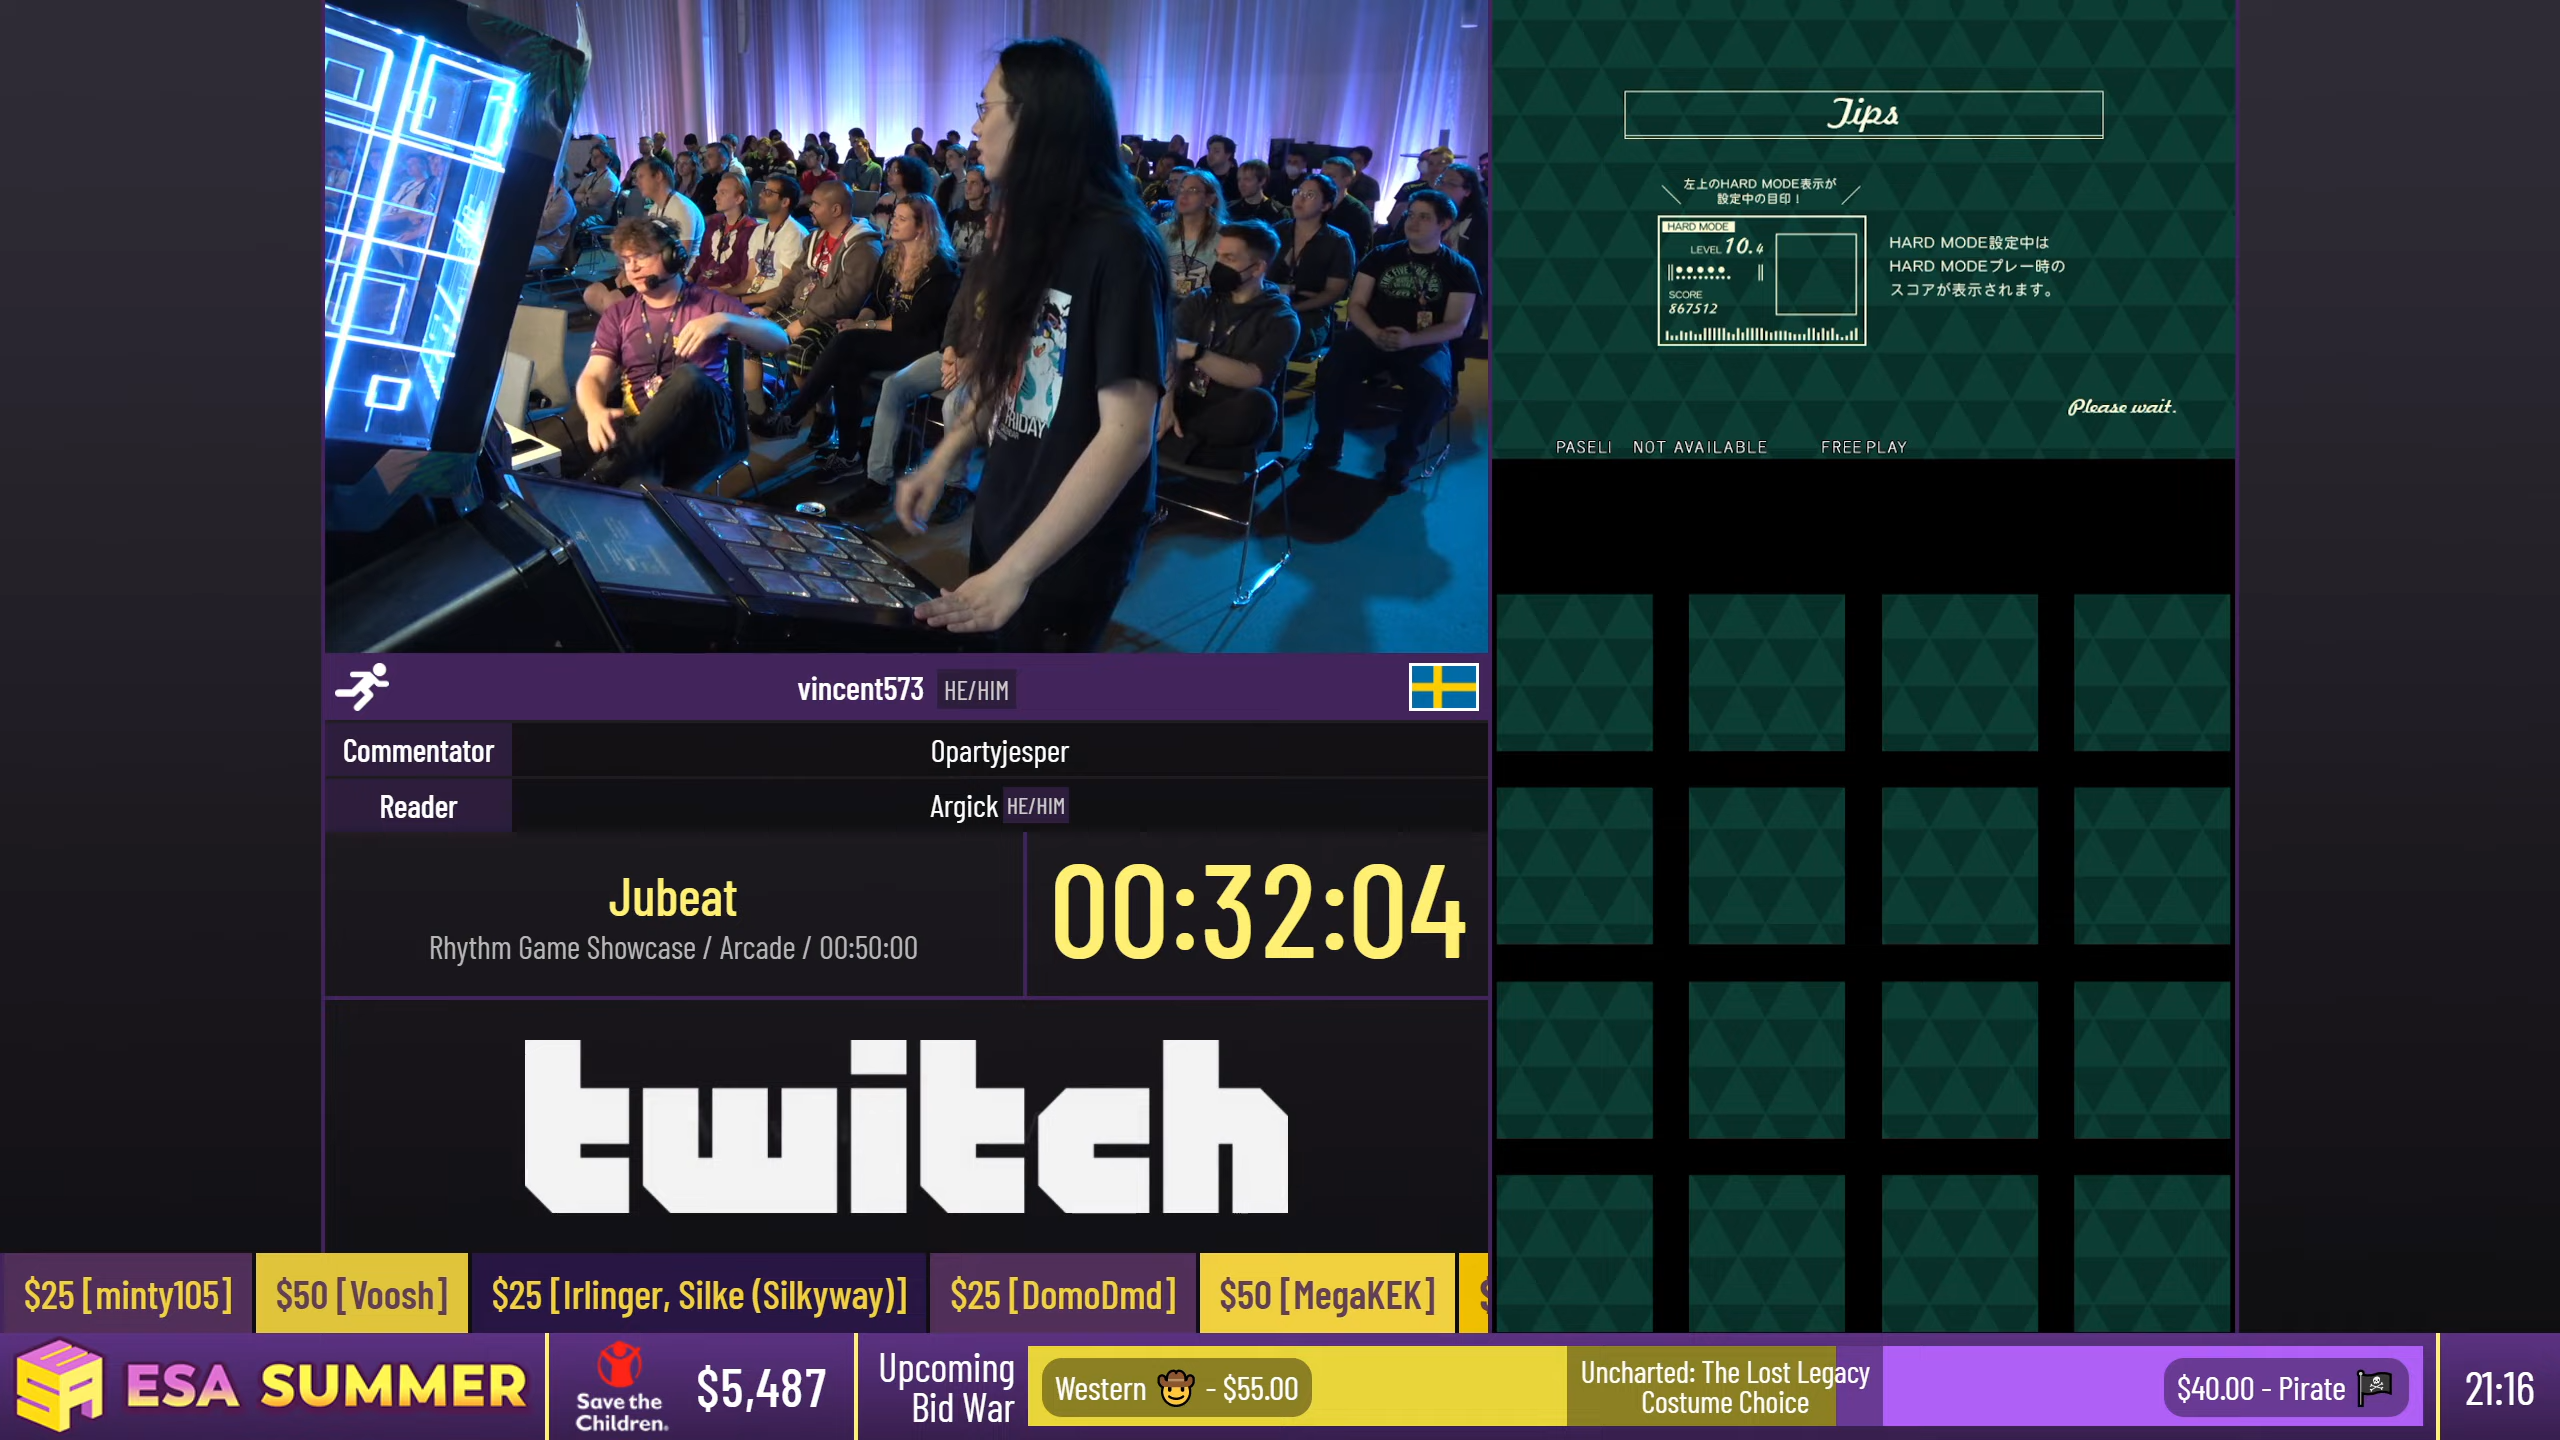 Tips
左上のHARD MODE表示が
設定中の目印！
HARD MODE
LEVEL 10.4
SCORE
867512
HARD MODE設定中は
HARD MODEプレー時の
スコアが表示されます。
Please wait.
PASELI NOT AVAILABLE FREE PLAY
FRIDAY
vincent573 HE/HIM
Commentator Opartyjesper
Reader Argick HE/HIM
Jubeat
Rhythm Game Showcase / Arcade / 00:50:00
00:32:04
twitch
$25 [minty105]
$50 [Voosh]
$25 [Irlinger, Silke (Silkyway)]
$25 [DomoDmd]
$50 [MegaKEK]
ESA SUMMER
Save the
Children.
$5,487
Upcoming
Bid War
Western 🤠 - $55.00
Uncharted: The Lost Legacy
Costume Choice
$40.00 - Pirate 🏴‍☠️
21:16